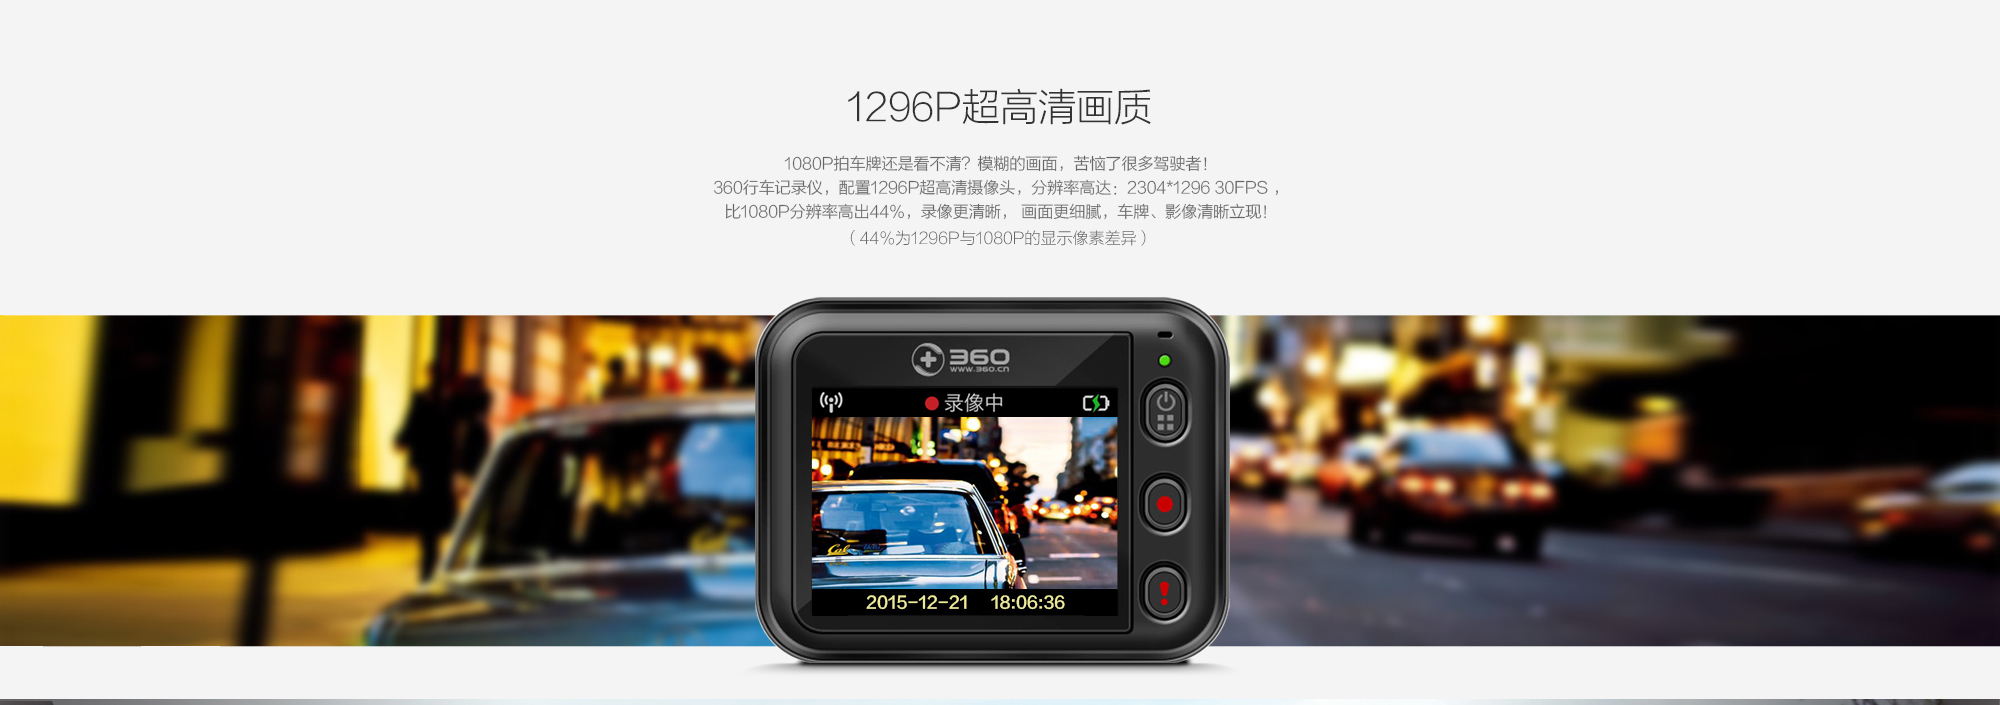 1296P超高清画质
1080P拍车牌还是看不清？模糊的画面，苦恼了很多驾驶者！
360行车记录仪，配置1296P超高清摄像头，分辨率高达：2304*1296 30FPS ，
比1080P分辨率高出44%，录像更清晰， 画面更细腻，车牌、影像清晰立现！
（ 44%为1296P与1080P的显示像素差异 ）
360
www.360.cn
录像中
Cal
2015-12-21 18:06:36